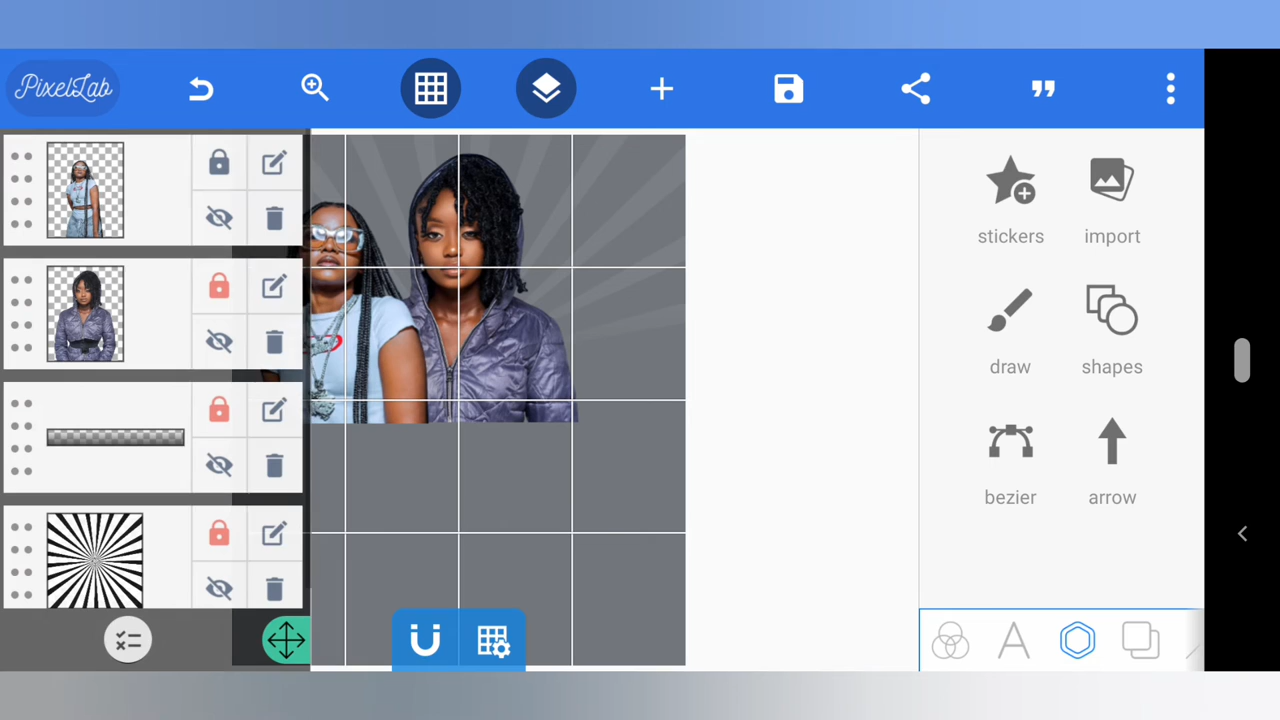 PixelLab
stickers
import
draw
shapes
bezier
arrow